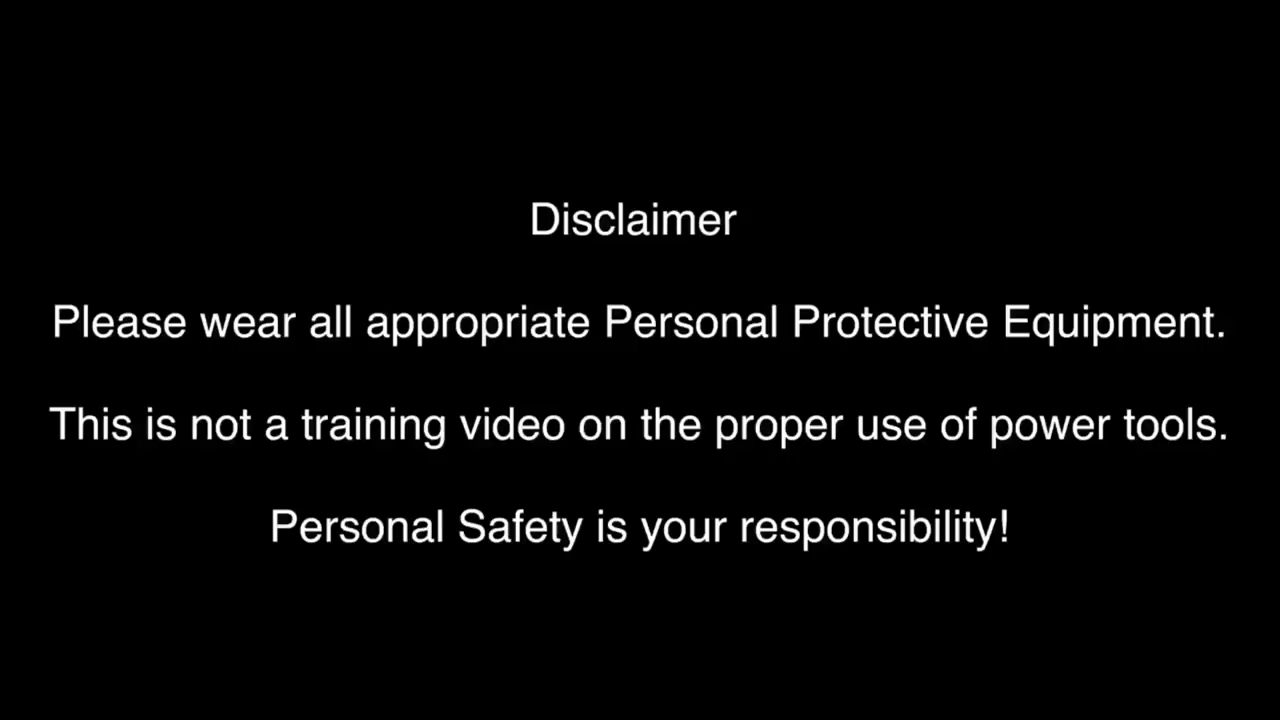 Disclaimer
Please wear all appropriate Personal Protective Equipment.
This is not a training video on the proper use of power tools.
Personal Safety is your responsibility!